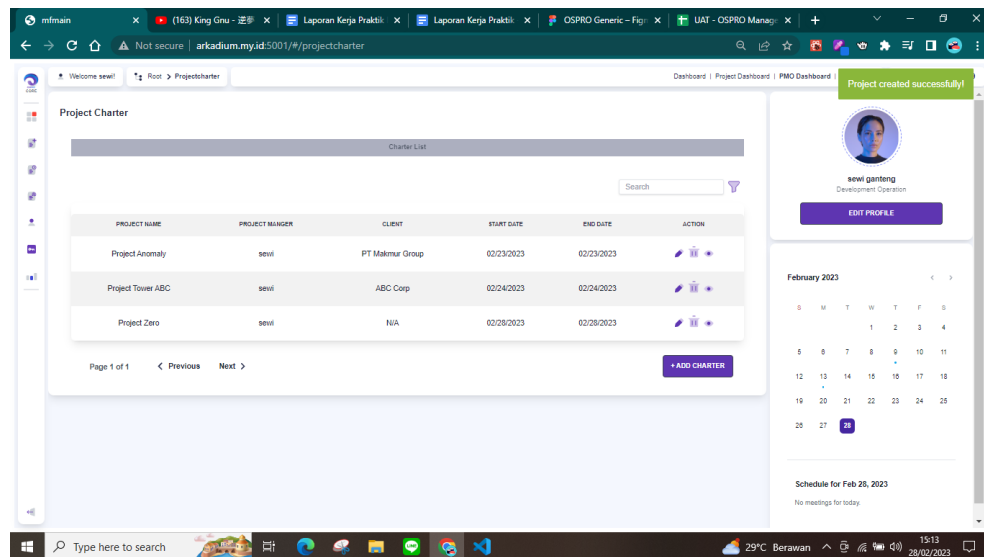 mfmain
(163) King Gnu - 逆夢
Laporan Kerja Praktik
Laporan Kerja Praktik
OSPRO Generic – Figm
UAT - OSPRO Manage
Not secure | arkadium.my.id:5001/#/projectcharter
CORE
Welcome sewi!
Root > Projectcharter
Dashboard | Project Dashboard | PMO Dashboard |
Project created successfully!
Project Charter
Charter List
Search
PROJECT NAME PROJECT MANGER CLIENT START DATE END DATE ACTION
Project Anomaly sewi PT Makmur Group 02/23/2023 02/23/2023
Project Tower ABC sewi ABC Corp 02/24/2023 02/24/2023
Project Zero sewi N/A 02/28/2023 02/28/2023
Page 1 of 1 < Previous Next >
+ ADD CHARTER
sewi ganteng
Development Operation
EDIT PROFILE
February 2023 < >
S M T W T F S
1 2 3 4
5 6 7 8 9 10 11
12 13 14 15 16 17 18
19 20 21 22 23 24 25
26 27 28
Schedule for Feb 28, 2023
No meetings for today.
Type here to search
29°C Berawan
15:13
28/02/2023